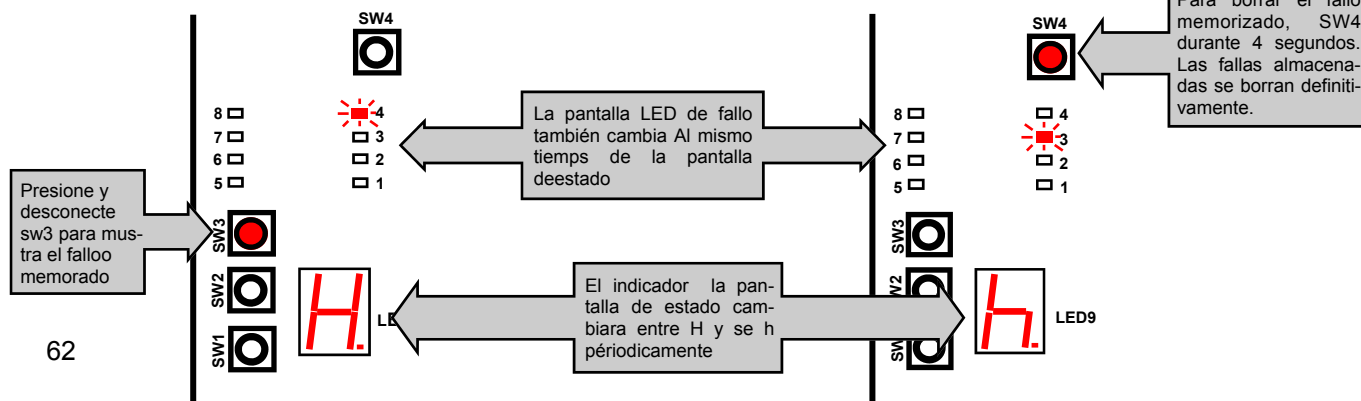 SW4
8
7
6
5
4
3
2
1
SW3
SW2
SW1
Presione y
desconecte
sw3 para mus-
tra el falloo
memorado
62
H.
La pantalla LED de fallo
también cambia Al mismo
tiemps de la pantalla
deestado
El indicador la pan-
talla de estado cam-
biara entre H y se h
périodicamente
SW4
8
7
6
5
4
3
2
1
SW3
h.
LED9
Para borrar el fallo
memorizado, SW4
durante 4 segundos.
Las fallas almacena-
das se borran definiti-
vamente.